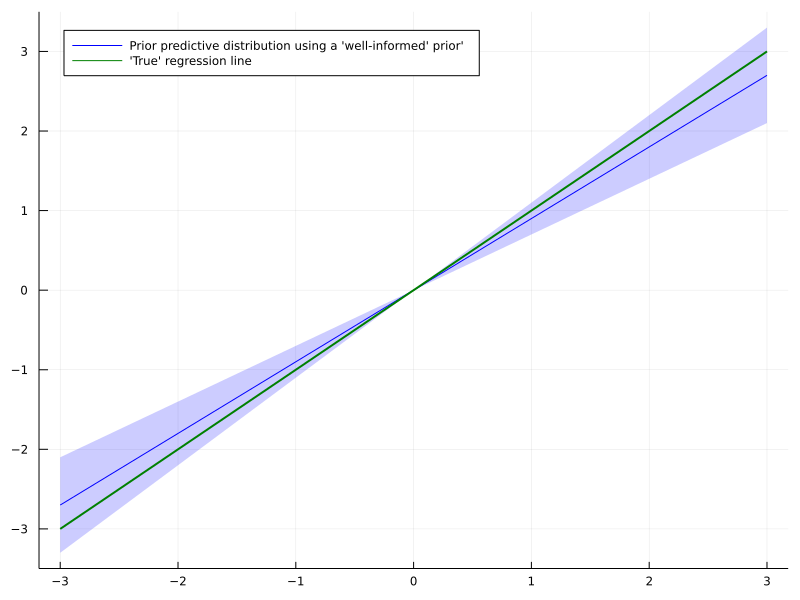 Prior predictive distribution using a 'well-informed' prior'
'True' regression line
3
2
1
0
−1
−2
−3
−3 −2 −1 0 1 2 3